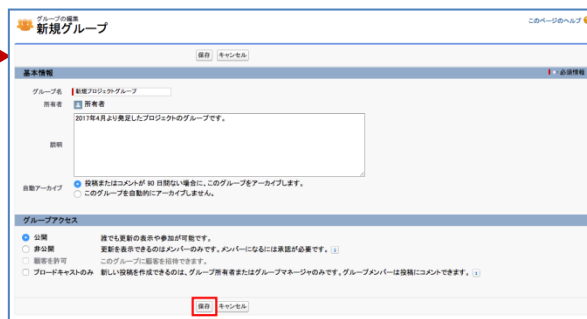 グループの編集
新規グループ
このページのヘルプ
保存 キャンセル
基本情報
= 必須情報
グループ名 新規プロジェクトグループ
所有者 所有者
説明 2017年4月より発足したプロジェクトのグループです。
自動アーカイブ 投稿またはコメントが 90 日間ない場合に、このグループをアーカイブします。
このグループを自動的にアーカイブしません。
グループアクセス
公開 誰でも更新の表示や参加が可能です。
非公開 更新を表示できるのはメンバーのみです。メンバーになるには承認が必要です。
顧客を許可 このグループに顧客を招待できます。
ブロードキャストのみ 新しい投稿を作成できるのは、グループ所有者またはグループマネージャのみです。グループメンバーは投稿にコメントできます。
保存 キャンセル